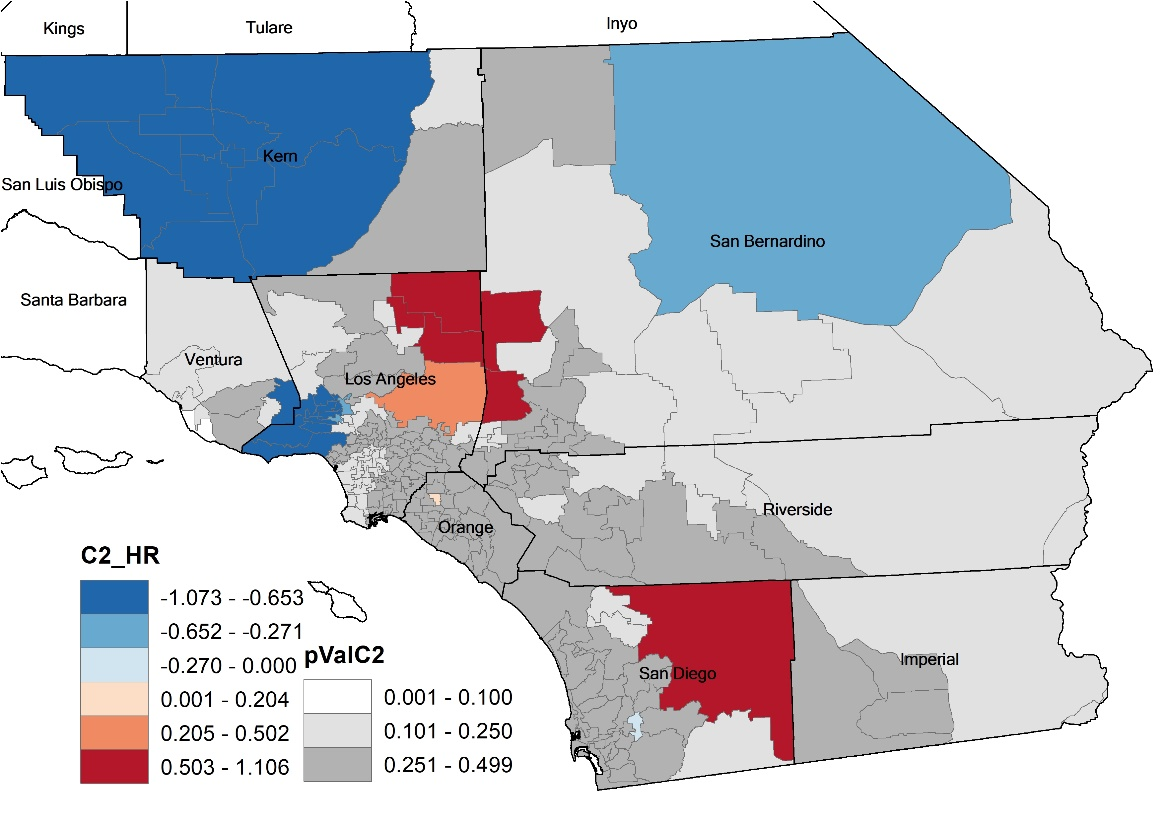 Kings
Tulare
Inyo
Kern
San Luis Obispo
San Bernardino
Santa Barbara
Ventura
Los Angeles
Riverside
Orange
San Diego
Imperial
C2_HR
-1.073 - -0.653
-0.652 - -0.271
-0.270 - 0.000
0.001 - 0.204
0.205 - 0.502
0.503 - 1.106
pValC2
0.001 - 0.100
0.101 - 0.250
0.251 - 0.499